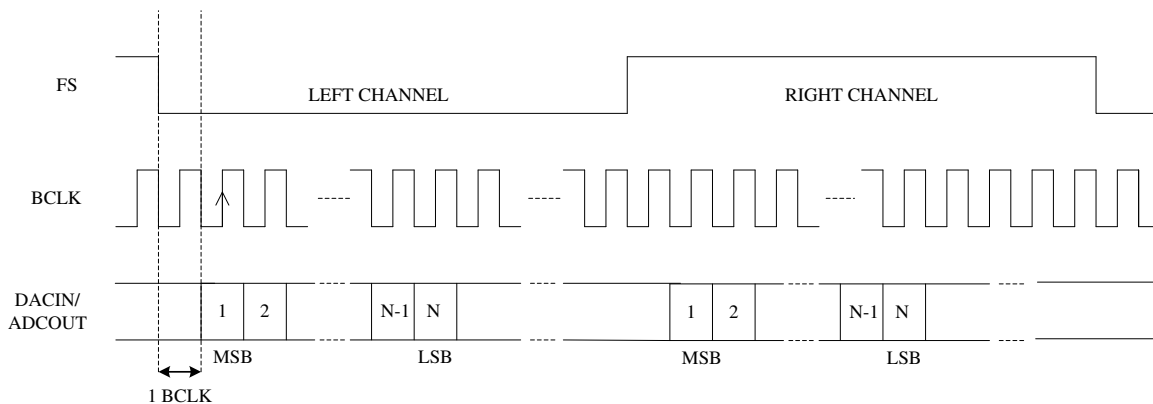 FS
LEFT CHANNEL
RIGHT CHANNEL
BCLK
DACIN/
ADCOUT
1
2
N-1
N
1
2
N-1
N
MSB
LSB
MSB
LSB
1 BCLK